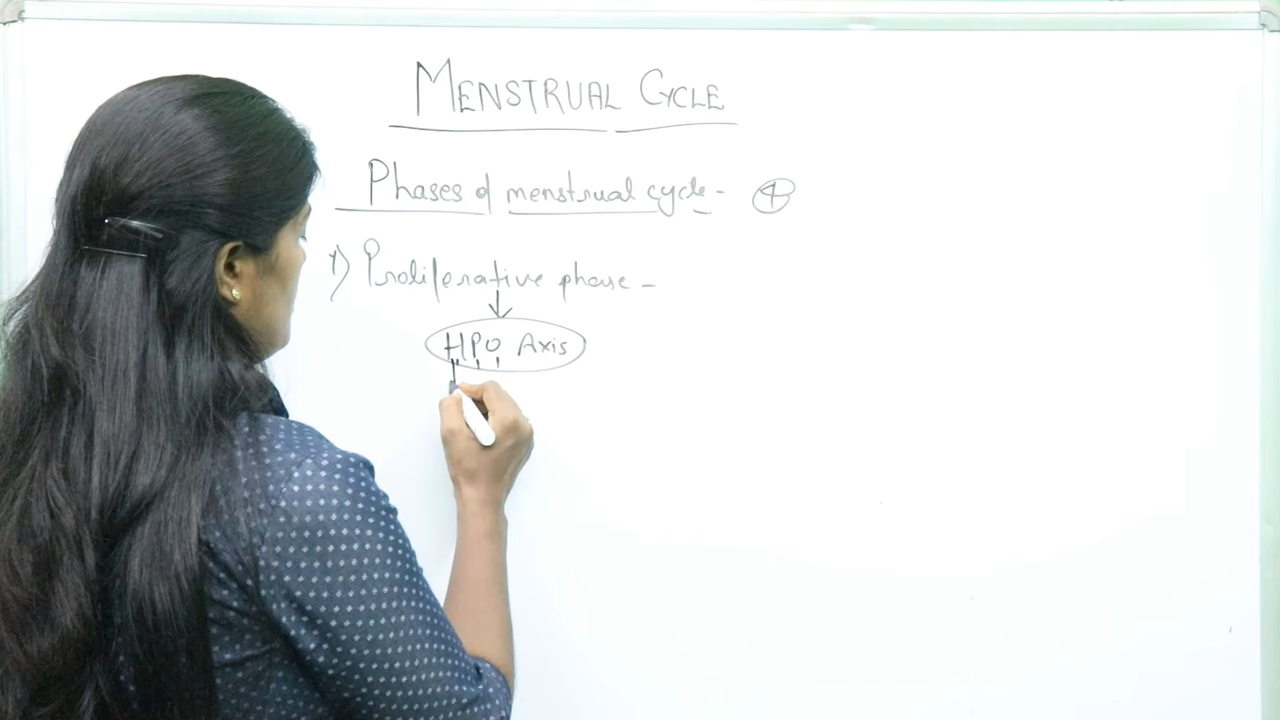 MENSTRUAL CYCLE
Phases of menstrual cycle - 4
1) Proliferative phase -
HPO Axis